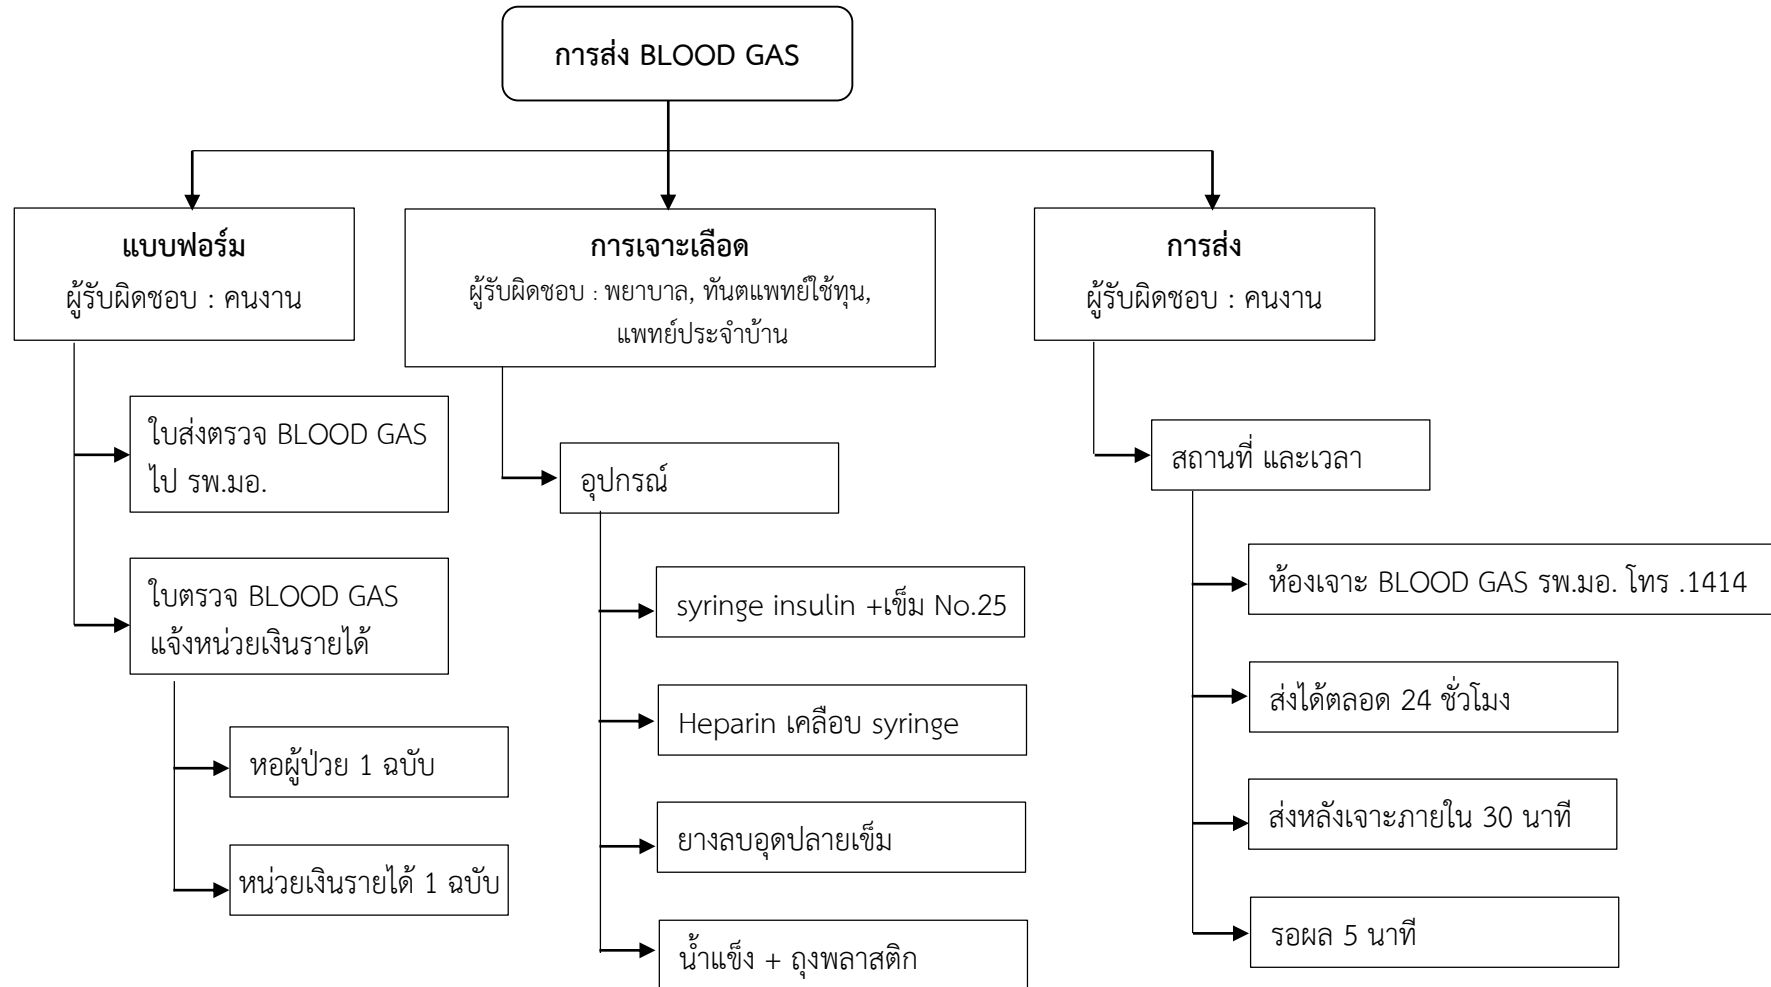 การส่ง BLOOD GAS
แบบฟอร์ม
ผู้รับผิดชอบ : คนงาน
ใบส่งตรวจ BLOOD GAS
ไป รพ.มอ.
ใบตรวจ BLOOD GAS
แจ้งหน่วยเงินรายได้
หอผู้ป่วย 1 ฉบับ
หน่วยเงินรายได้ 1 ฉบับ
การเจาะเลือด
ผู้รับผิดชอบ : พยาบาล, ทันตแพทย์ใช้ทุน,
แพทย์ประจำบ้าน
อุปกรณ์
syringe insulin +เข็ม No.25
Heparin เคลือบ syringe
ยางลบอุดปลายเข็ม
น้ำแข็ง + ถุงพลาสติก
การส่ง
ผู้รับผิดชอบ : คนงาน
สถานที่ และเวลา
ห้องเจาะ BLOOD GAS รพ.มอ. โทร .1414
ส่งได้ตลอด 24 ชั่วโมง
ส่งหลังเจาะภายใน 30 นาที
รอผล 5 นาที